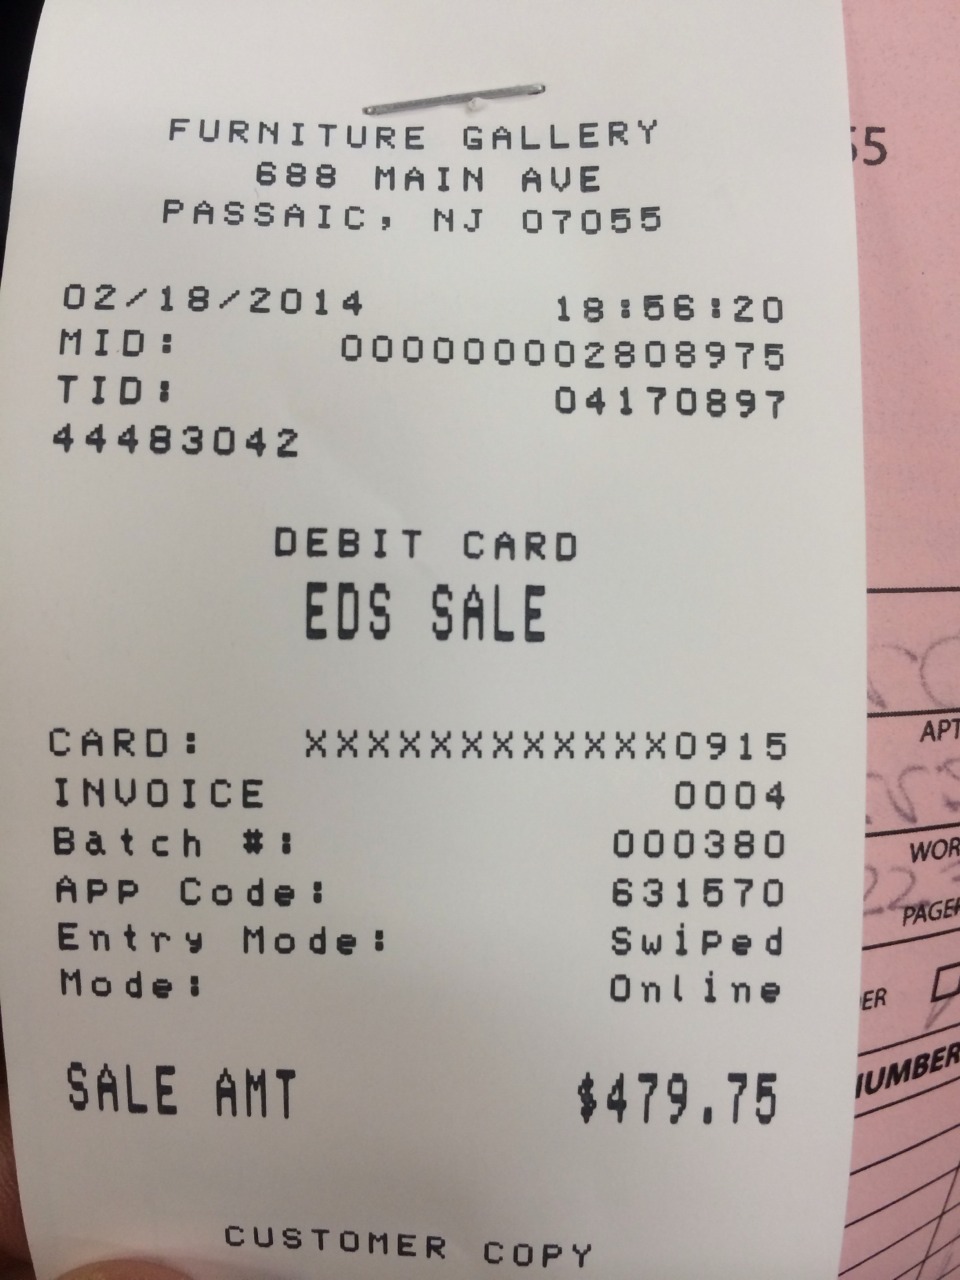 FURNITURE GALLERY
688 MAIN AVE
PASSAIC, NJ 07055
02/18/2014 18:56:20
MID: 000000002808975
TID: 04170897
44483042
DEBIT CARD
EDS SALE
CARD: XXXXXXXXXXXX0915
INVOICE 0004
Batch #: 000380
APP Code: 631570
Entry Mode: Swiped
Mode: Online
SALE AMT $479.75
CUSTOMER COPY
55
APT
WOR
PAGER
ER
NUMBER